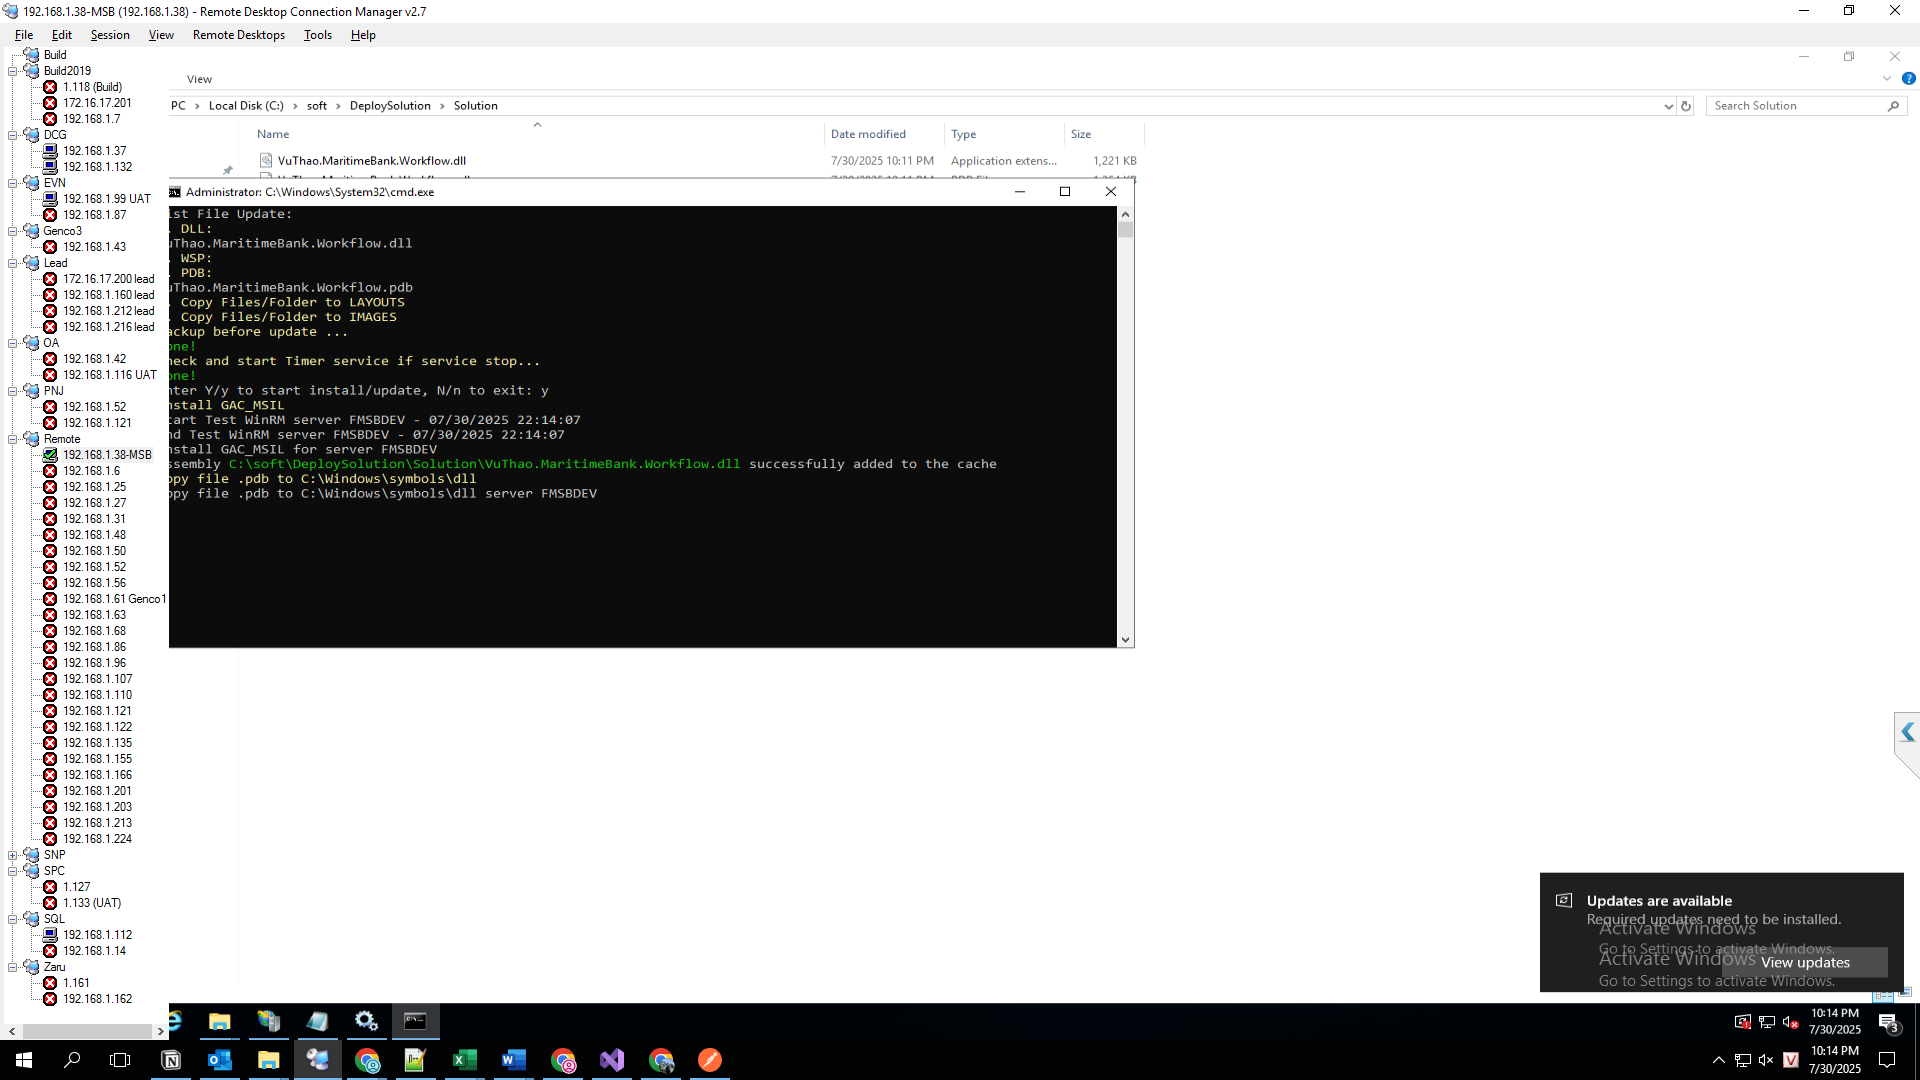 192.168.1.38-MSB (192.168.1.38) - Remote Desktop Connection Manager v2.7
File Edit Session View Remote Desktops Tools Help
Build
Build2019
1.118 (Build)
172.16.17.201
192.168.1.7
DCG
192.168.1.37
192.168.1.132
EVN
192.168.1.99 UAT
192.168.1.87
Genco3
192.168.1.43
Lead
172.16.17.200 lead
192.168.1.160 lead
192.168.1.212 lead
192.168.1.216 lead
OA
192.168.1.42
192.168.1.116 UAT
PNJ
192.168.1.52
192.168.1.121
Remote
192.168.1.38-MSB
192.168.1.6
192.168.1.25
192.168.1.27
192.168.1.31
192.168.1.48
192.168.1.50
192.168.1.52
192.168.1.56
192.168.1.61 Genco1
192.168.1.63
192.168.1.68
192.168.1.86
192.168.1.96
192.168.1.107
192.168.1.110
192.168.1.121
192.168.1.122
192.168.1.135
192.168.1.155
192.168.1.166
192.168.1.201
192.168.1.203
192.168.1.213
192.168.1.224
SNP
SPC
1.127
1.133 (UAT)
SQL
192.168.1.112
192.168.1.14
Zaru
1.161
192.168.1.162
View
PC > Local Disk (C:) > soft > DeploySolution > Solution
Search Solution
Name Date modified Type Size
VuThao.MaritimeBank.Workflow.dll 7/30/2025 10:11 PM Application extens... 1,221 KB
Administrator: C:\Windows\System32\cmd.exe
ist File Update:
. DLL:
uThao.MaritimeBank.Workflow.dll
. WSP:
. PDB:
uThao.MaritimeBank.Workflow.pdb
. Copy Files/Folder to LAYOUTS
. Copy Files/Folder to IMAGES
ackup before update ...
one!
heck and start Timer service if service stop...
one!
nter Y/y to start install/update, N/n to exit: y
nstall GAC_MSIL
tart Test WinRM server FMSBDEV - 07/30/2025 22:14:07
nd Test WinRM server FMSBDEV - 07/30/2025 22:14:07
nstall GAC_MSIL for server FMSBDEV
ssembly C:\soft\DeploySolution\Solution\VuThao.MaritimeBank.Workflow.dll successfully added to the cache
opy file .pdb to C:\Windows\symbols\dll
opy file .pdb to C:\Windows\symbols\dll server FMSBDEV
Updates are available
Required updates need to be installed.
Activate Windows
Go to Settings to activate Windows.
Activate Windows
View updates
Go to Settings to activate Windows.
10:14 PM
7/30/2025
3
10:14 PM
7/30/2025